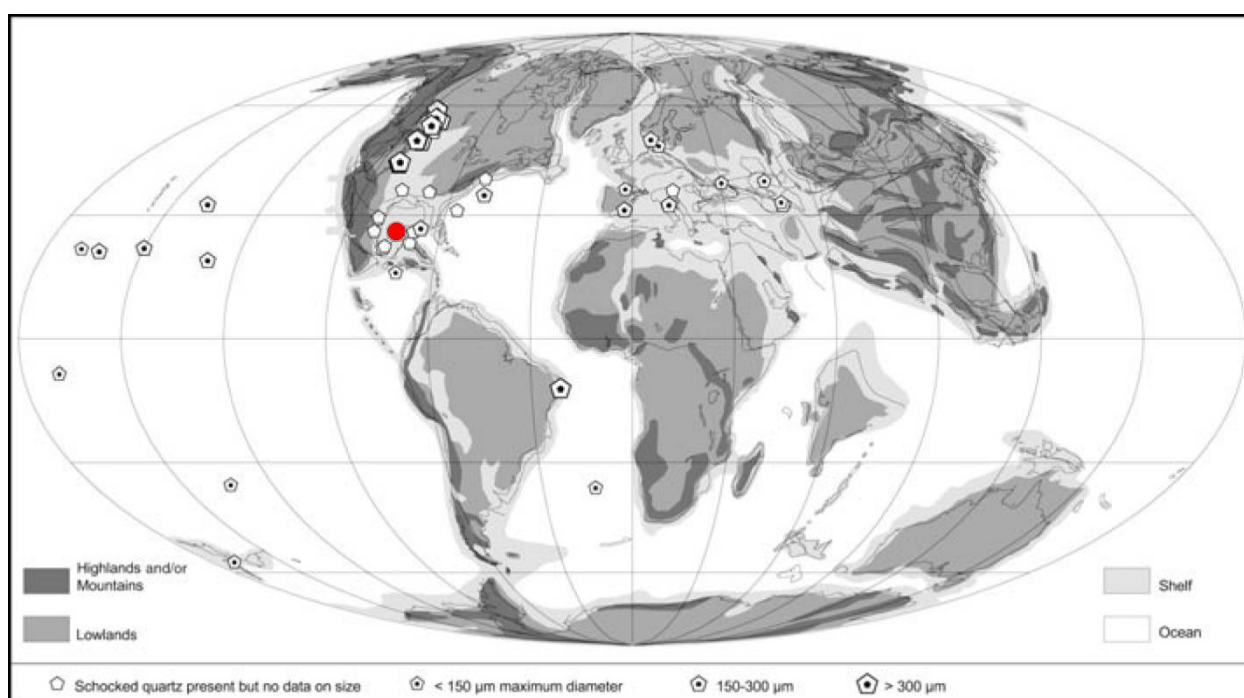 Highlands and/or
Mountains
Lowlands
Shelf
Ocean
Schocked quartz present but no data on size
< 150 µm maximum diameter
150-300 µm
> 300 µm